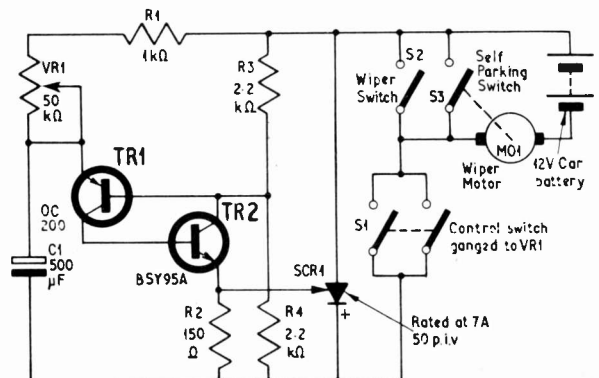 R1
1kΩ
VR1
50
kΩ
R3
2·2
kΩ
S2
Wiper
Switch
S3
Self
Parking
Switch
M01
Wiper
Motor
12V Car
battery
TR1
OC
200
TR2
BSY95A
C1
500
μF
S1
Control switch
ganged to VR1
SCR1
+
R2
150
Ω
R4
2·2
kΩ
Rated at 7A
50 p.i.v